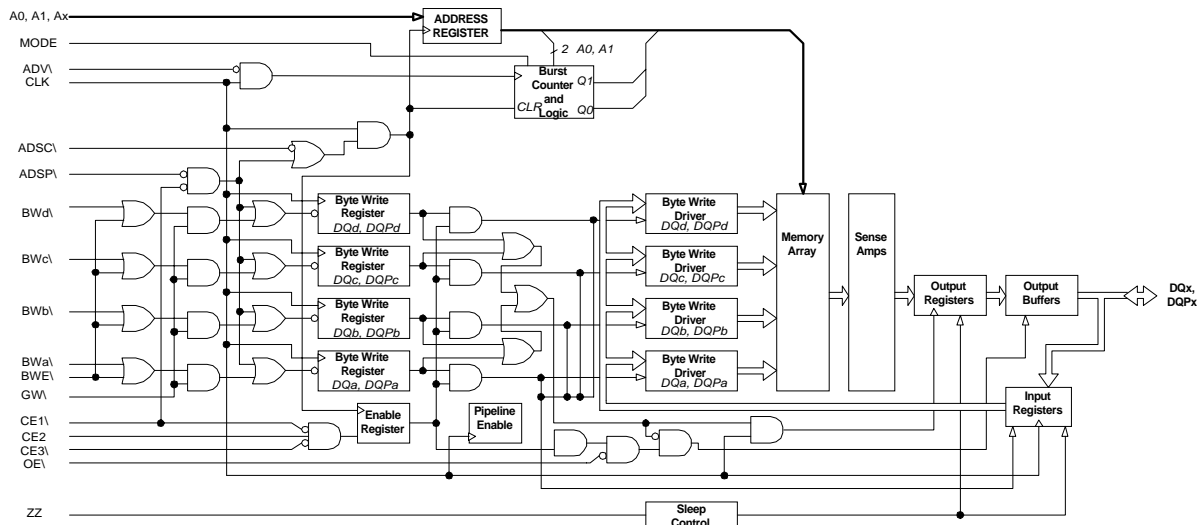 A0, A1, Ax
MODE
ADV\
CLK
ADSC\
ADSP\
BWd\
BWc\
BWb\
BWa\
BWE\
GW\
CE1\
CE2
CE3\
OE\
ZZ
ADDRESS
REGISTER
2 A0, A1
Burst
Counter
and
Logic
CLR
Q1
Q0
Byte Write
Register
DQd, DQPd
Byte Write
Register
DQc, DQPc
Byte Write
Register
DQb, DQPb
Byte Write
Register
DQa, DQPa
Enable
Register
Pipeline
Enable
Byte Write
Driver
DQd, DQPd
Byte Write
Driver
DQc, DQPc
Byte Write
Driver
DQb, DQPb
Byte Write
Driver
DQa, DQPa
Memory
Array
Sense
Amps
Output
Registers
Output
Buffers
DQx,
DQPx
Input
Registers
Sleep
Control